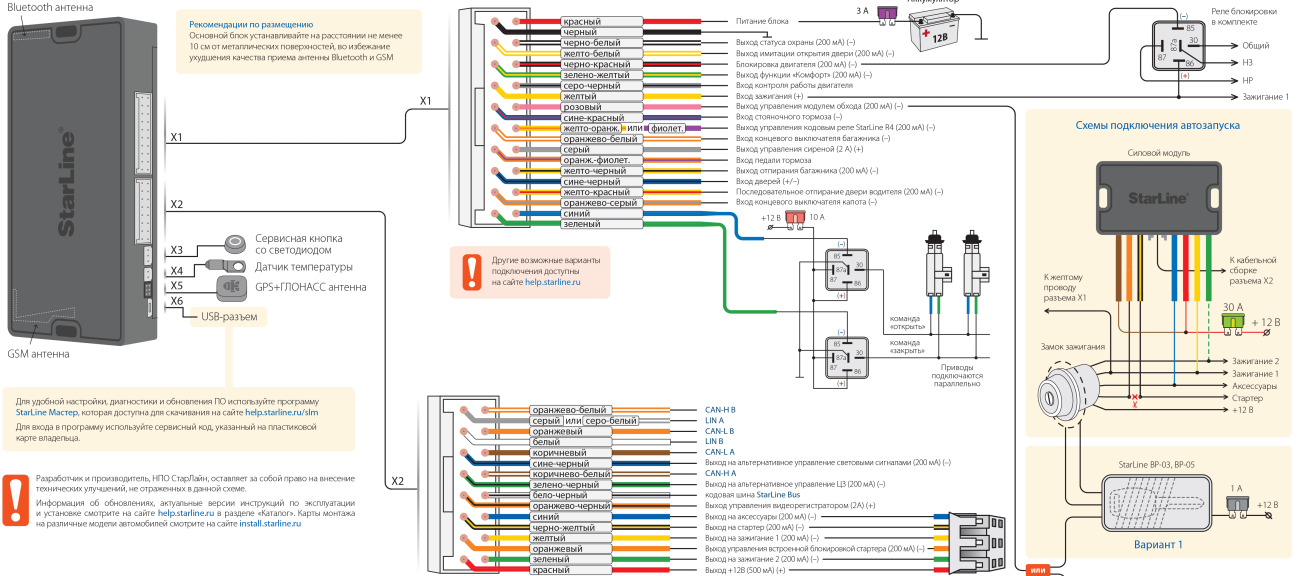 Bluetooth антенна
StarLine
GSM антенна
Рекомендации по размещению
Основной блок устанавливайте на расстоянии не менее
10 см от металлических поверхностей, во избежание
ухудшения качества приема антенны Bluetooth и GSM
X1
X2
X3
X4
X5
X6
Сервисная кнопка
со светодиодом
Датчик температуры
GPS+ГЛОНАСС антенна
USB-разъем
Для удобной настройки, диагностики и обновления ПО используйте программу
StarLine Мастер, которая доступна для скачивания на сайте help.starline.ru/slm
Для входа в программу используйте сервисный код, указанный на пластиковой
карте владельца.
Разработчик и производитель, НПО СтарЛайн, оставляет за собой право на внесение
технических улучшений, не отраженных в данной схеме.
Информация об обновлениях, актуальные версии инструкций по эксплуатации
и установке смотрите на сайте help.starline.ru в разделе «Каталог». Карты монтажа
на различные модели автомобилей смотрите на сайте install.starline.ru
X1
красный Питание блока
черный
черно-белый Выход статуса охраны (200 мА) (–)
желто-белый Выход имитации открытия двери (200 мА) (–)
черно-красный Блокировка двигателя (200 мА) (–)
зелено-желтый Выход функции «Комфорт» (200 мА) (–)
серо-черный Вход контроля работы двигателя
желтый Вход зажигания (+)
розовый Выход управления модулем обхода (200 мА) (–)
сине-красный Вход стояночного тормоза (–)
желто-оранж. или фиолет. Выход управления кодовым реле StarLine R4 (200 мА) (–)
оранжево-белый Вход концевого выключателя багажника (–)
серый Выход управления сиреной (2 А) (+)
оранж.-фиолет. Вход педали тормоза
желто-черный Выход отпирания багажника (200 мА) (–)
сине-черный Вход дверей (+/–)
желто-красный Последовательное отпирание двери водителя (200 мА) (–)
оранжево-серый Вход концевого выключателя капота (–)
синий
зеленый
3 А
Аккумулятор
12В
Другие возможные варианты
подключения доступны
на сайте help.starline.ru
+12 В
10 А
(–)
85
87a
30
87
86
(+)
(–)
85
87a
30
87
86
(+)
команда
«открыть»
команда
«закрыть»
Приводы
подключаются
параллельно
Реле блокировки
в комплекте
(–)
85
87a
30
87
86
(+)
Общий
НЗ
НР
Зажигание 1
X2
оранжево-белый CAN-H B
серый или серо-белый LIN A
оранжевый CAN-L B
белый LIN B
коричневый CAN-L A
сине-черный Выход на альтернативное управление световыми сигналами (200 мА) (–)
коричнево-белый CAN-H A
зелено-черный Выход на альтернативное управление ЦЗ (200 мА) (–)
бело-черный кодовая шина StarLine Bus
оранжево-черный Выход управления видеорегистратором (2А) (+)
синий Выход на аксессуары (200 мА) (–)
черно-желтый Выход на стартер (200 мА) (–)
желтый Выход на зажигание 1 (200 мА) (–)
оранжевый Выход управления встроенной блокировкой стартера (200 мА) (–)
зеленый Выход на зажигание 2 (200 мА) (–)
красный Выход +12В (500 мА) (+)
Схемы подключения автозапуска
Силовой модуль
StarLine
К желтому
проводу
разъема X1
К кабельной
сборке
разъема X2
30 А
+ 12 В
Замок зажигания
Зажигание 2
Зажигание 1
Аксессуары
Стартер
+12 В
StarLine BP-03, BP-05
1 А
+12 В
Вариант 1
или